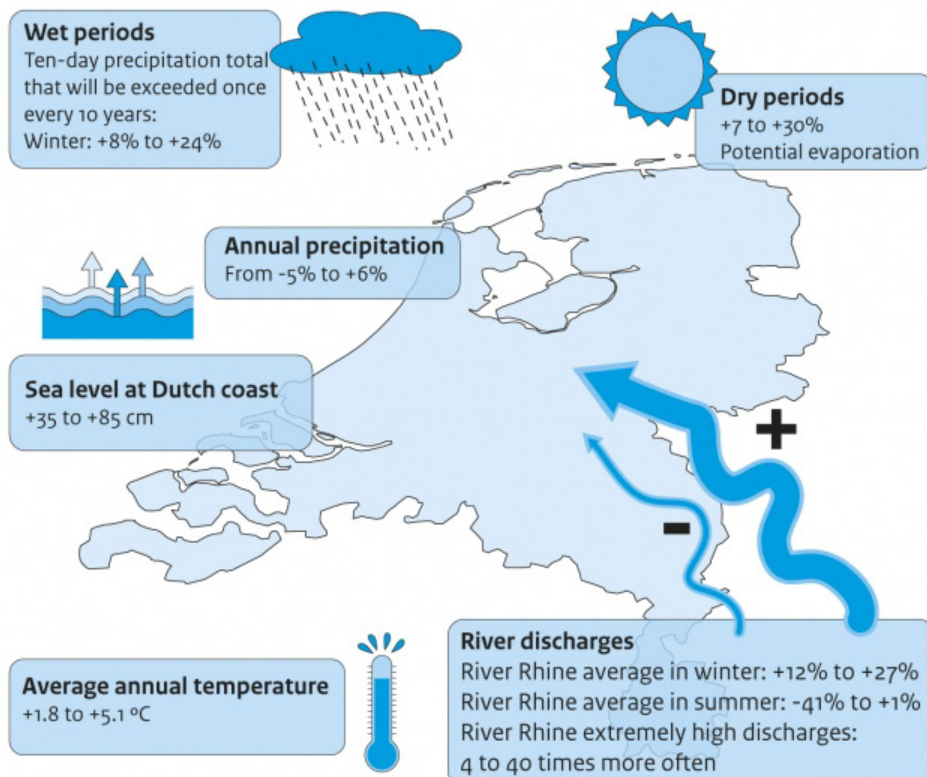 Wet periods
Ten-day precipitation total
that will be exceeded once
every 10 years:
Winter: +8% to +24%
Dry periods
+7 to +30%
Potential evaporation
Annual precipitation
From -5% to +6%
Sea level at Dutch coast
+35 to +85 cm
+
-
Average annual temperature
+1.8 to +5.1 ºC
River discharges
River Rhine average in winter: +12% to +27%
River Rhine average in summer: -41% to +1%
River Rhine extremely high discharges:
4 to 40 times more often